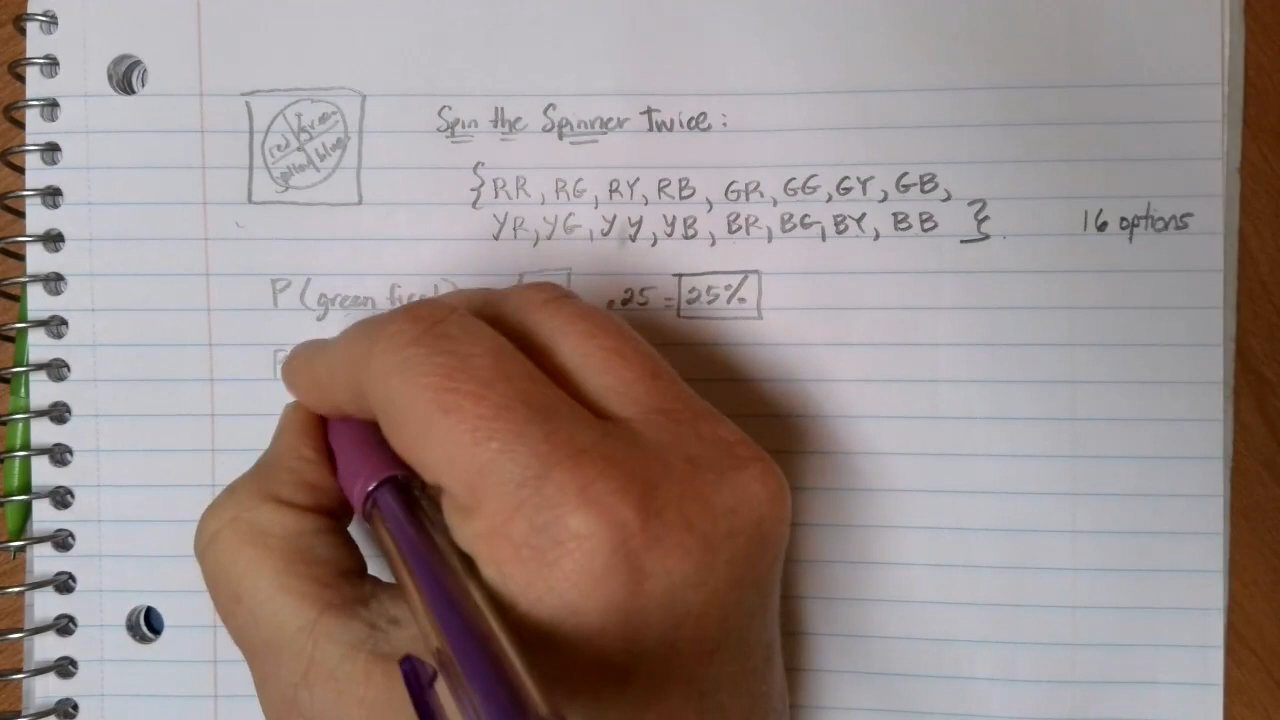 red green
yellow blue
Spin the Spinner Twice:
{RR, RG, RY, RB, GR, GG, GY, GB,
YR, YG, YY, YB, BR, BG, BY, BB}. 16 options
P(green first) .25 = 25%
P